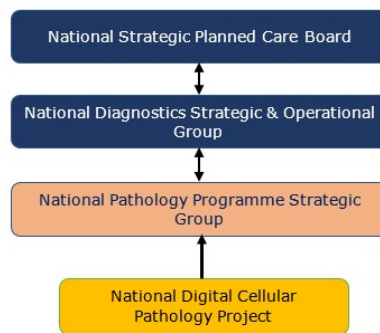 National Strategic Planned Care Board
National Diagnostics Strategic & Operational
Group
National Pathology Programme Strategic
Group
National Digital Cellular
Pathology Project